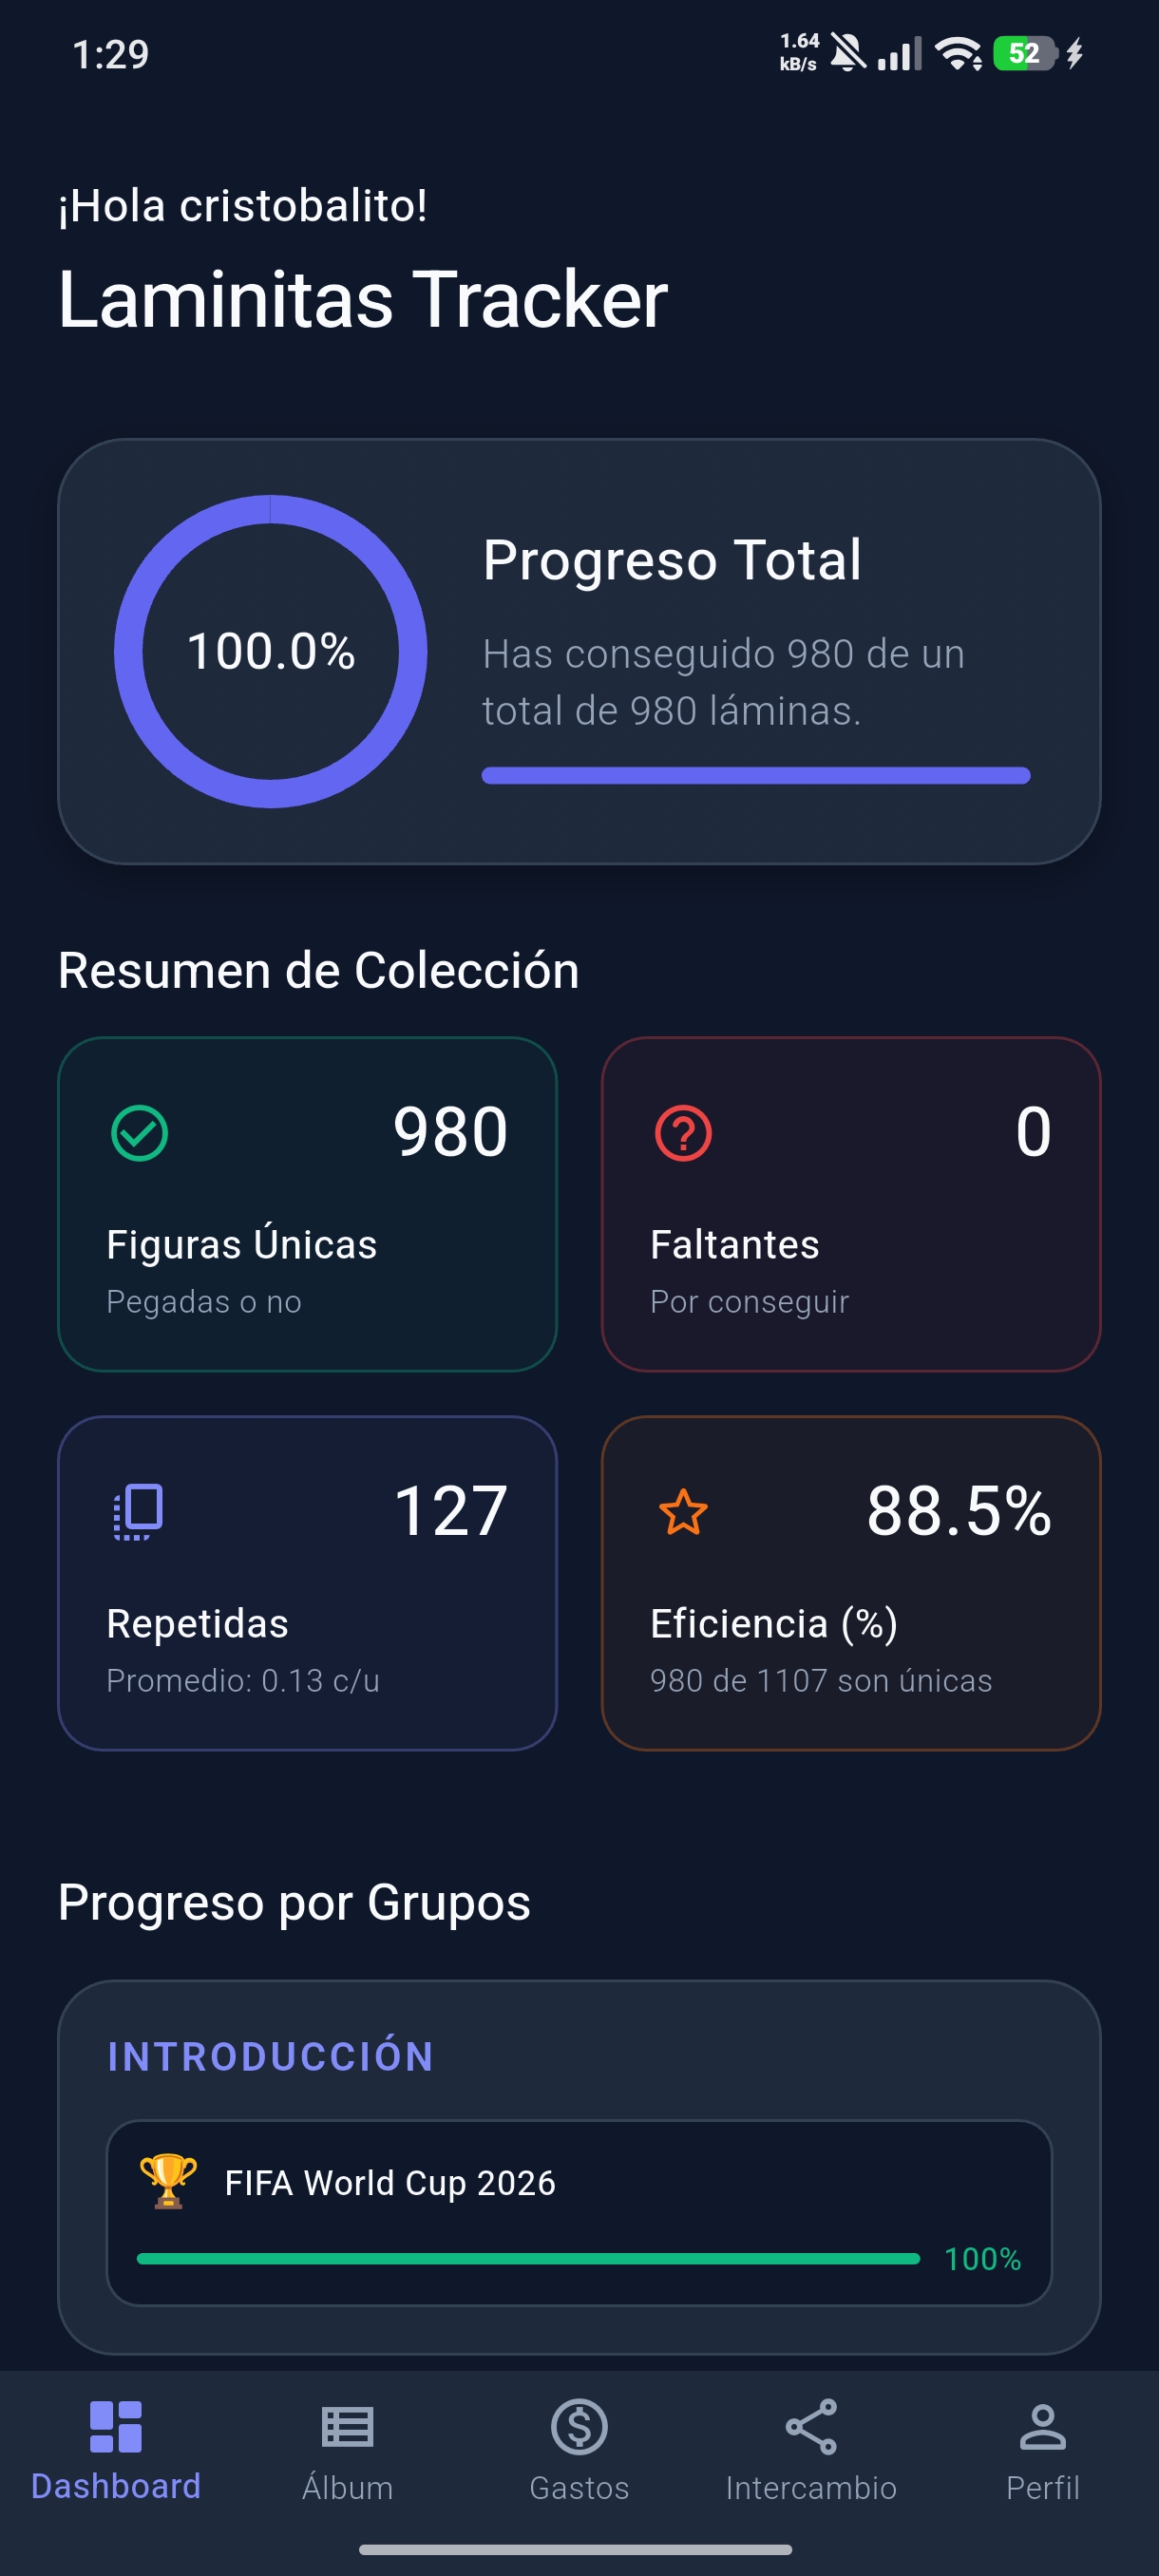 1:29
1.64
kB/s
52
¡Hola cristobalito!
Laminitas Tracker
100.0%
Progreso Total
Has conseguido 980 de un
total de 980 láminas.
Resumen de Colección
980
Figuras Únicas
Pegadas o no
0
Faltantes
Por conseguir
127
Repetidas
Promedio: 0.13 c/u
88.5%
Eficiencia (%)
980 de 1107 son únicas
Progreso por Grupos
INTRODUCCIÓN
FIFA World Cup 2026
100%
Dashboard
Álbum
Gastos
Intercambio
Perfil